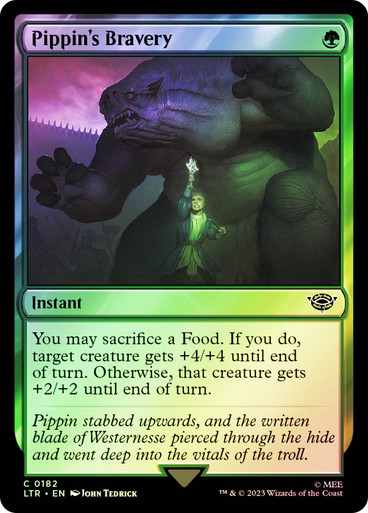 Pippin's Bravery
Instant
You may sacrifice a Food. If you do,
target creature gets +4/+4 until end
of turn. Otherwise, that creature gets
+2/+2 until end of turn.
Pippin stabbed upwards, and the written
blade of Westernesse pierced through the hide
and went deep into the vitals of the troll.
C 0182
LTR • EN JOHN TEDRICK
© MEE
™ & © 2023 Wizards of the Coast